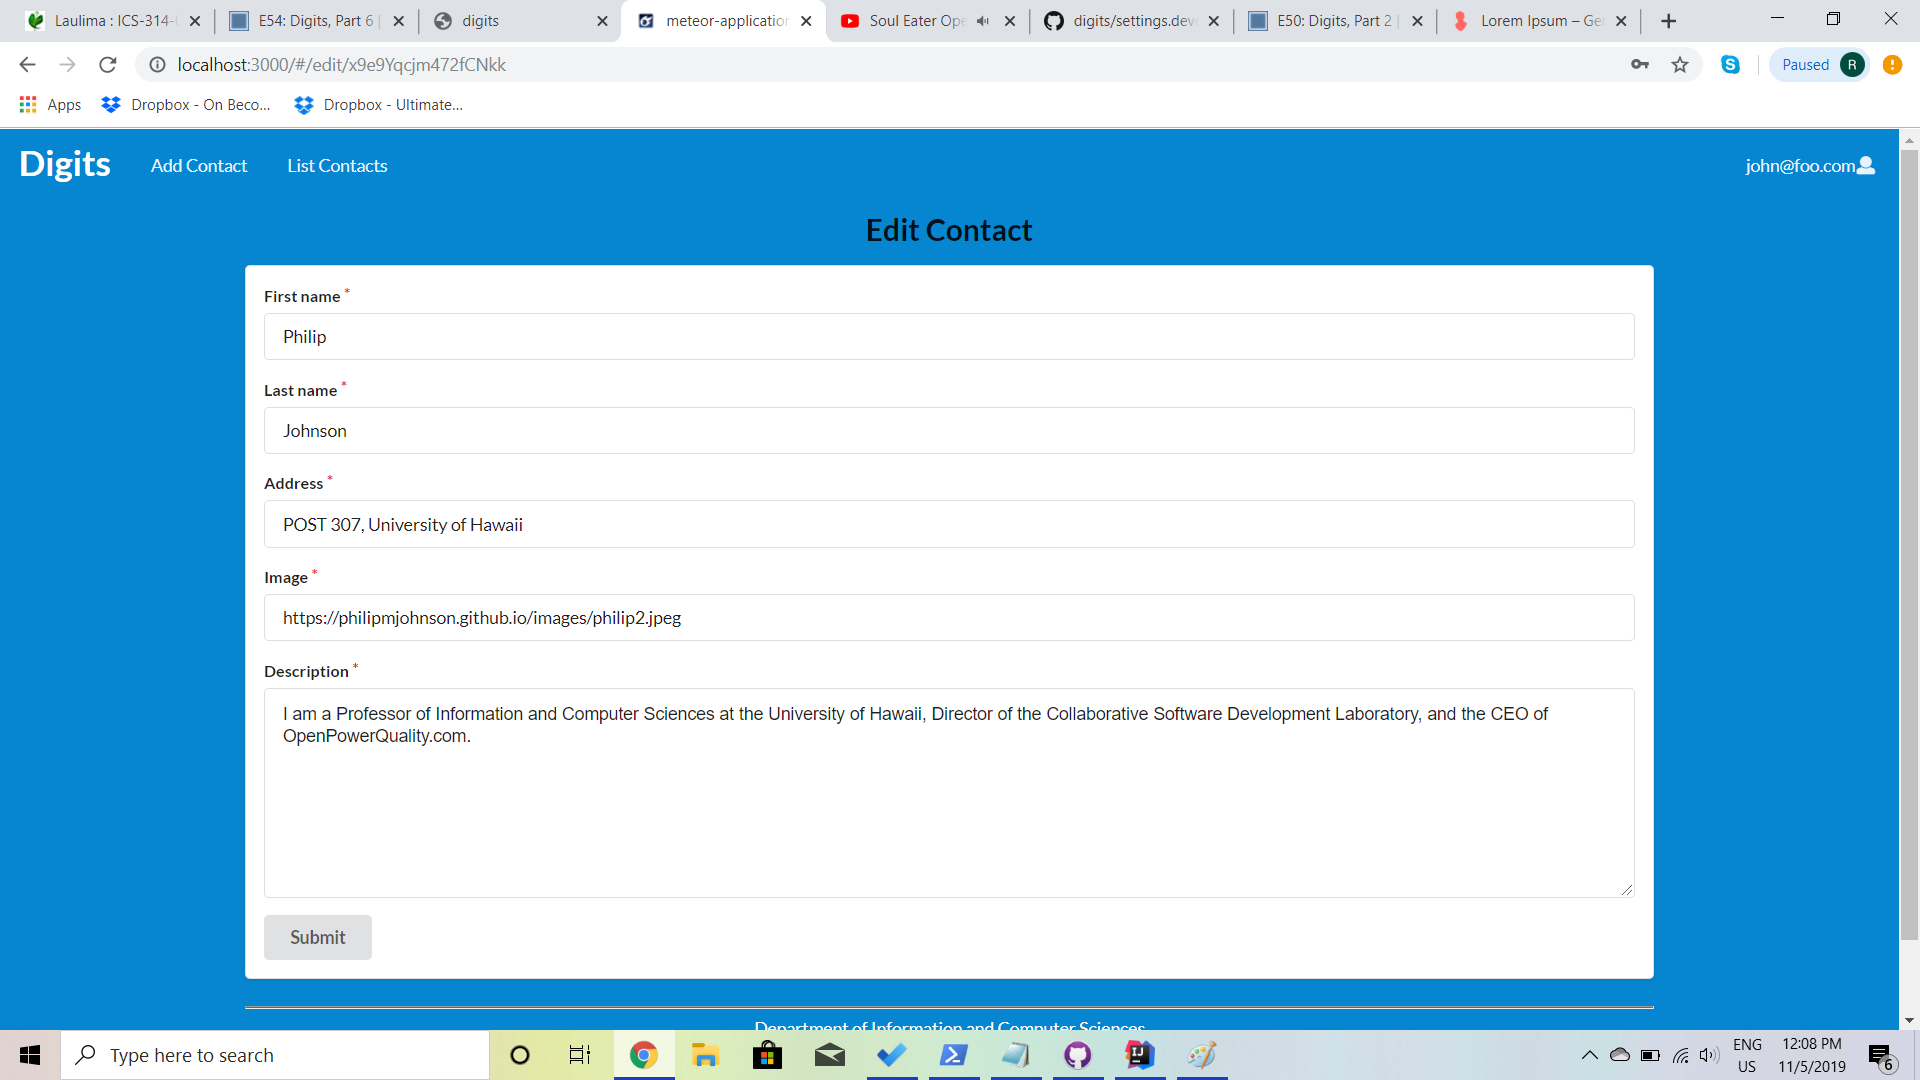 Laulima : ICS-314-
E54: Digits, Part 6
digits
meteor-application
Soul Eater Ope
digits/settings.dev
E50: Digits, Part 2
Lorem Ipsum – Ge
localhost:3000/#/edit/x9e9Yqcjm472fCNkk
Paused R
Apps
Dropbox - On Beco...
Dropbox - Ultimate...
Digits
Add Contact
List Contacts
john@foo.com
Edit Contact
First name *
Philip
Last name *
Johnson
Address *
POST 307, University of Hawaii
Image *
https://philipmjohnson.github.io/images/philip2.jpeg
Description *
I am a Professor of Information and Computer Sciences at the University of Hawaii, Director of the Collaborative Software Development Laboratory, and the CEO of
OpenPowerQuality.com.
Submit
Department of Information and Computer Sciences
Type here to search
ENG
US
12:08 PM
11/5/2019
6